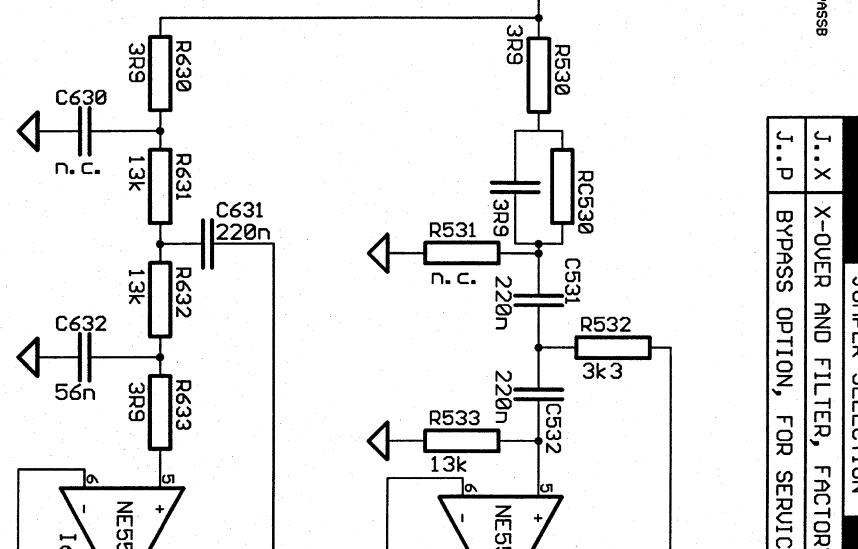 R630
3R9
C630
n.c.
R631
13k
C631
220n
R632
13k
C632
56n
R633
3R9
6
5
-
+
NE55
R530
3R9
RC530
3R9
R531
n.c.
C531
220n
R532
3k3
C532
220n
R533
13k
6
5
-
+
NE55
ASSB
J..X X-OVER AND FILTER, FACTOR
J..P BYPASS OPTION, FOR SERVIC